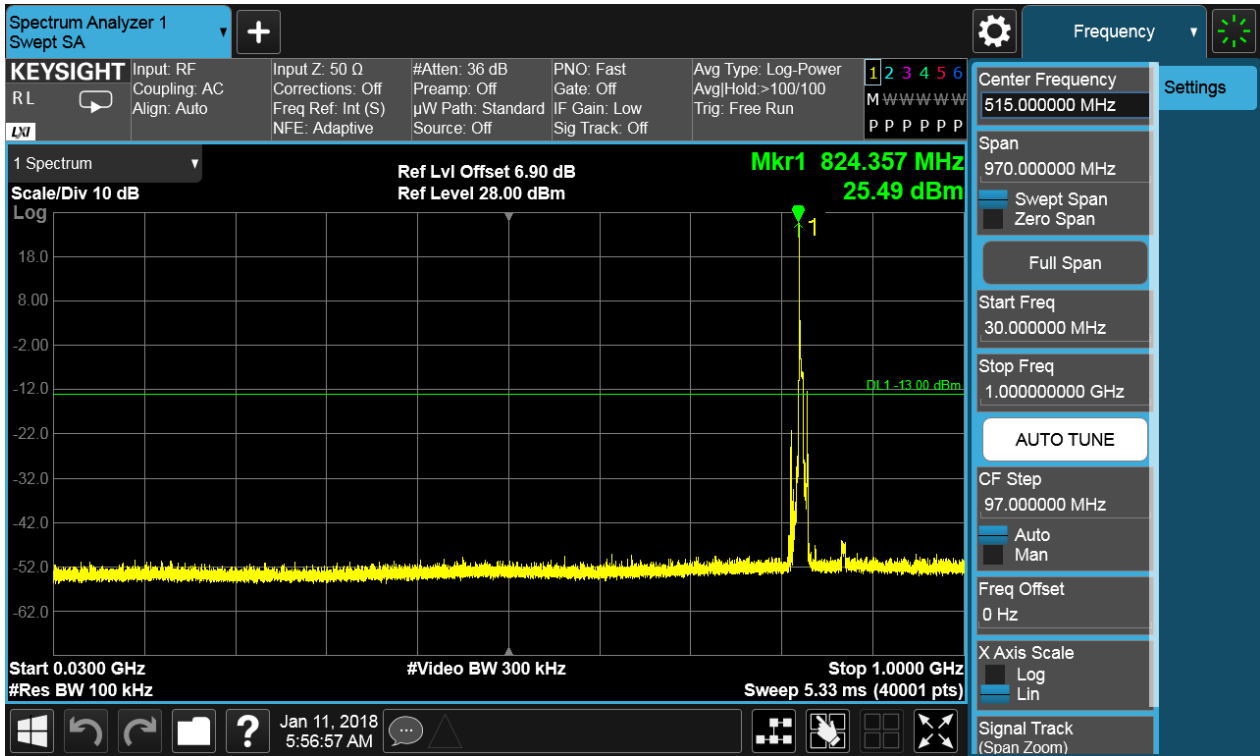 Spectrum Analyzer 1
Swept SA
+
Frequency
KEYSIGHT
RL
LXI
Input: RF
Coupling: AC
Align: Auto
Input Z: 50 Ω
Corrections: Off
Freq Ref: Int (S)
NFE: Adaptive
#Atten: 36 dB
Preamp: Off
µW Path: Standard
Source: Off
PNO: Fast
Gate: Off
IF Gain: Low
Sig Track: Off
Avg Type: Log-Power
Avg|Hold:>100/100
Trig: Free Run
1 2 3 4 5 6
M W W W W W
P P P P P P
1 Spectrum
Scale/Div 10 dB
Ref Lvl Offset 6.90 dB
Ref Level 28.00 dBm
Mkr1 824.357 MHz
25.49 dBm
Log
1
18.0
8.00
-2.00
-12.0
DL1 -13.00 dBm
-22.0
-32.0
-42.0
-52.0
-62.0
Start 0.0300 GHz
#Video BW 300 kHz
Stop 1.0000 GHz
#Res BW 100 kHz
Sweep 5.33 ms (40001 pts)
Center Frequency
515.000000 MHz
Span
970.000000 MHz
Swept Span
Zero Span
Full Span
Start Freq
30.000000 MHz
Stop Freq
1.000000000 GHz
AUTO TUNE
CF Step
97.000000 MHz
Auto
Man
Freq Offset
0 Hz
X Axis Scale
Log
Lin
Signal Track
(Span Zoom)
Settings
?
Jan 11, 2018
5:56:57 AM